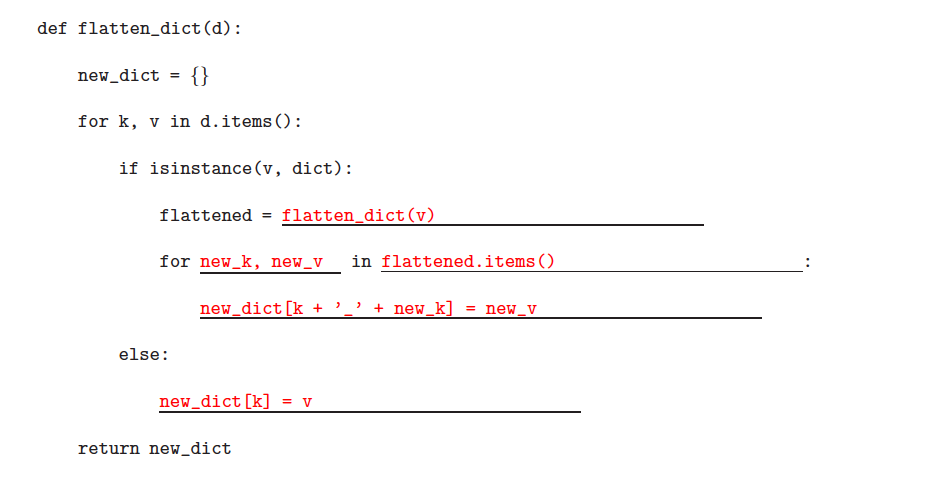 def flatten_dict(d):
    new_dict = {}
    for k, v in d.items():
        if isinstance(v, dict):
            flattened = flatten_dict(v)
            for new_k, new_v in flattened.items():
                new_dict[k + ’_’ + new_k] = new_v
        else:
            new_dict[k] = v
    return new_dict